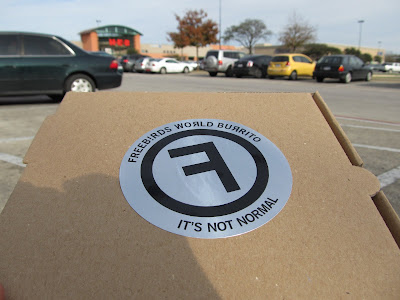 FREEBIRDS WORLD BURRITO
F
IT'S NOT NORMAL